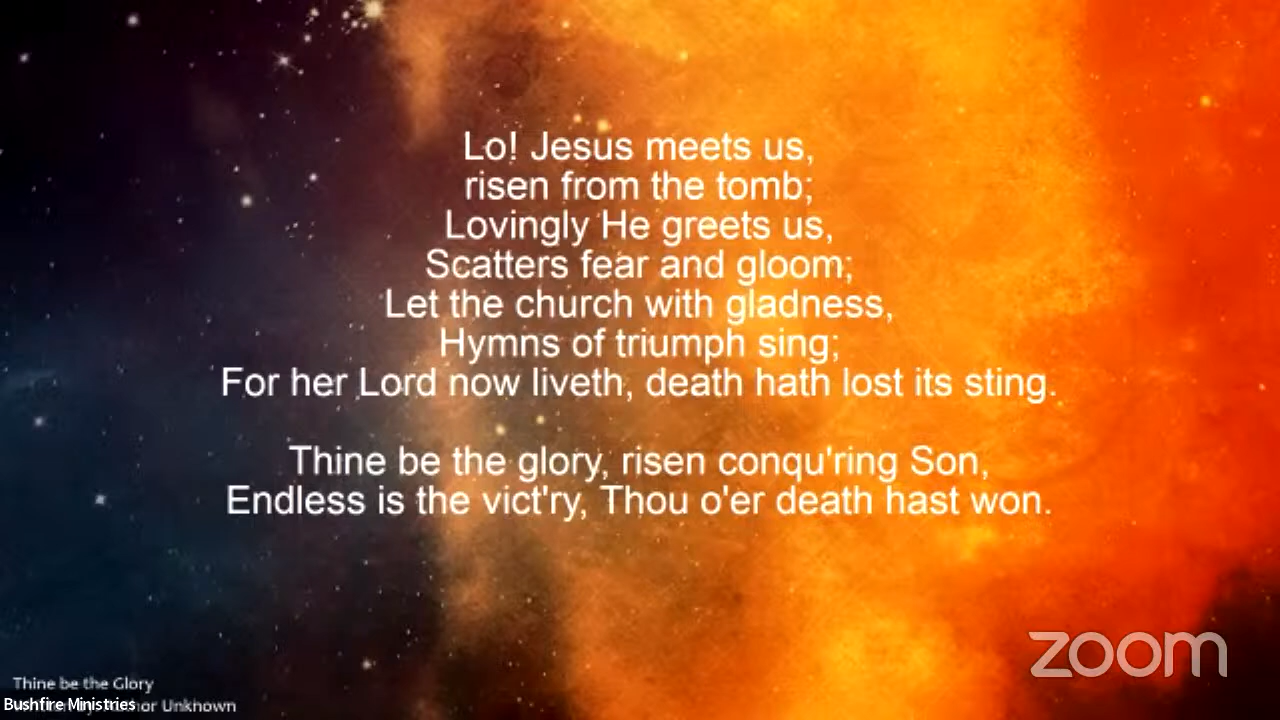 Lo! Jesus meets us,
risen from the tomb;
Lovingly He greets us,
Scatters fear and gloom;
Let the church with gladness,
Hymns of triumph sing;
For her Lord now liveth, death hath lost its sting.
Thine be the glory, risen conqu'ring Son,
Endless is the vict'ry, Thou o'er death hast won.
zoom
Thine be the Glory
Bushfire Ministries
Unkhown